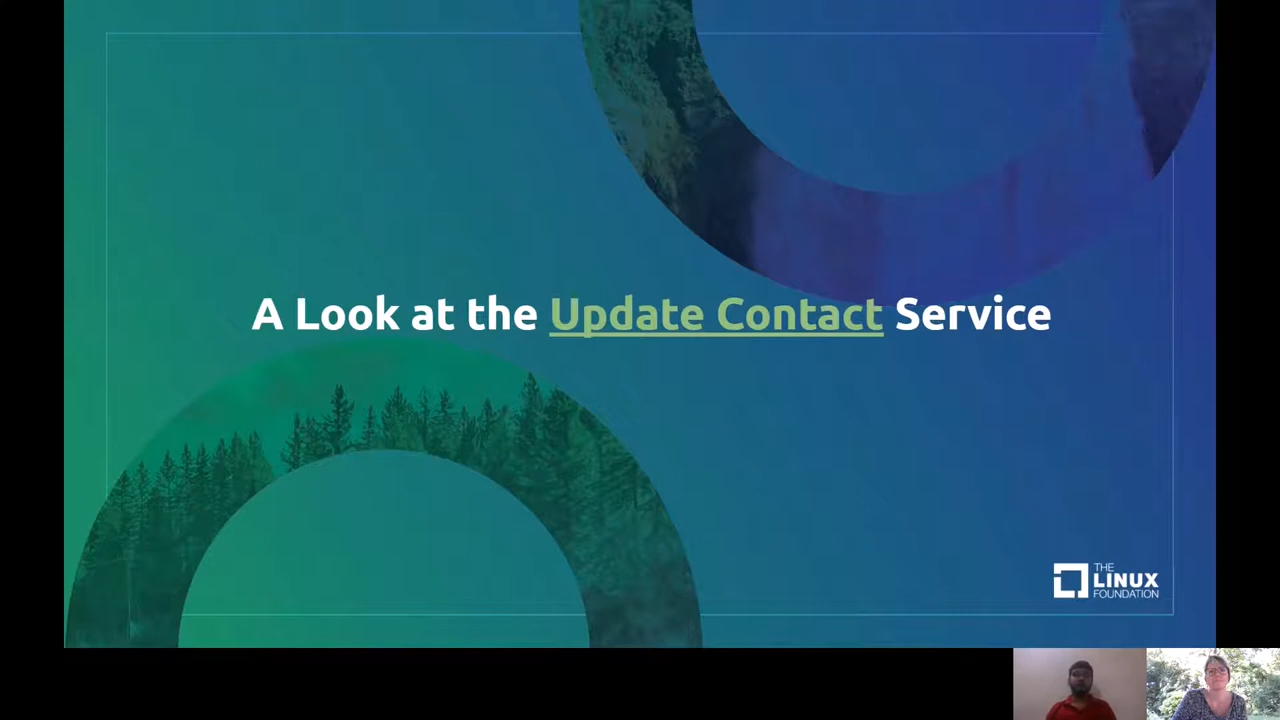 A Look at the Update Contact Service
THE
LINUX
FOUNDATION